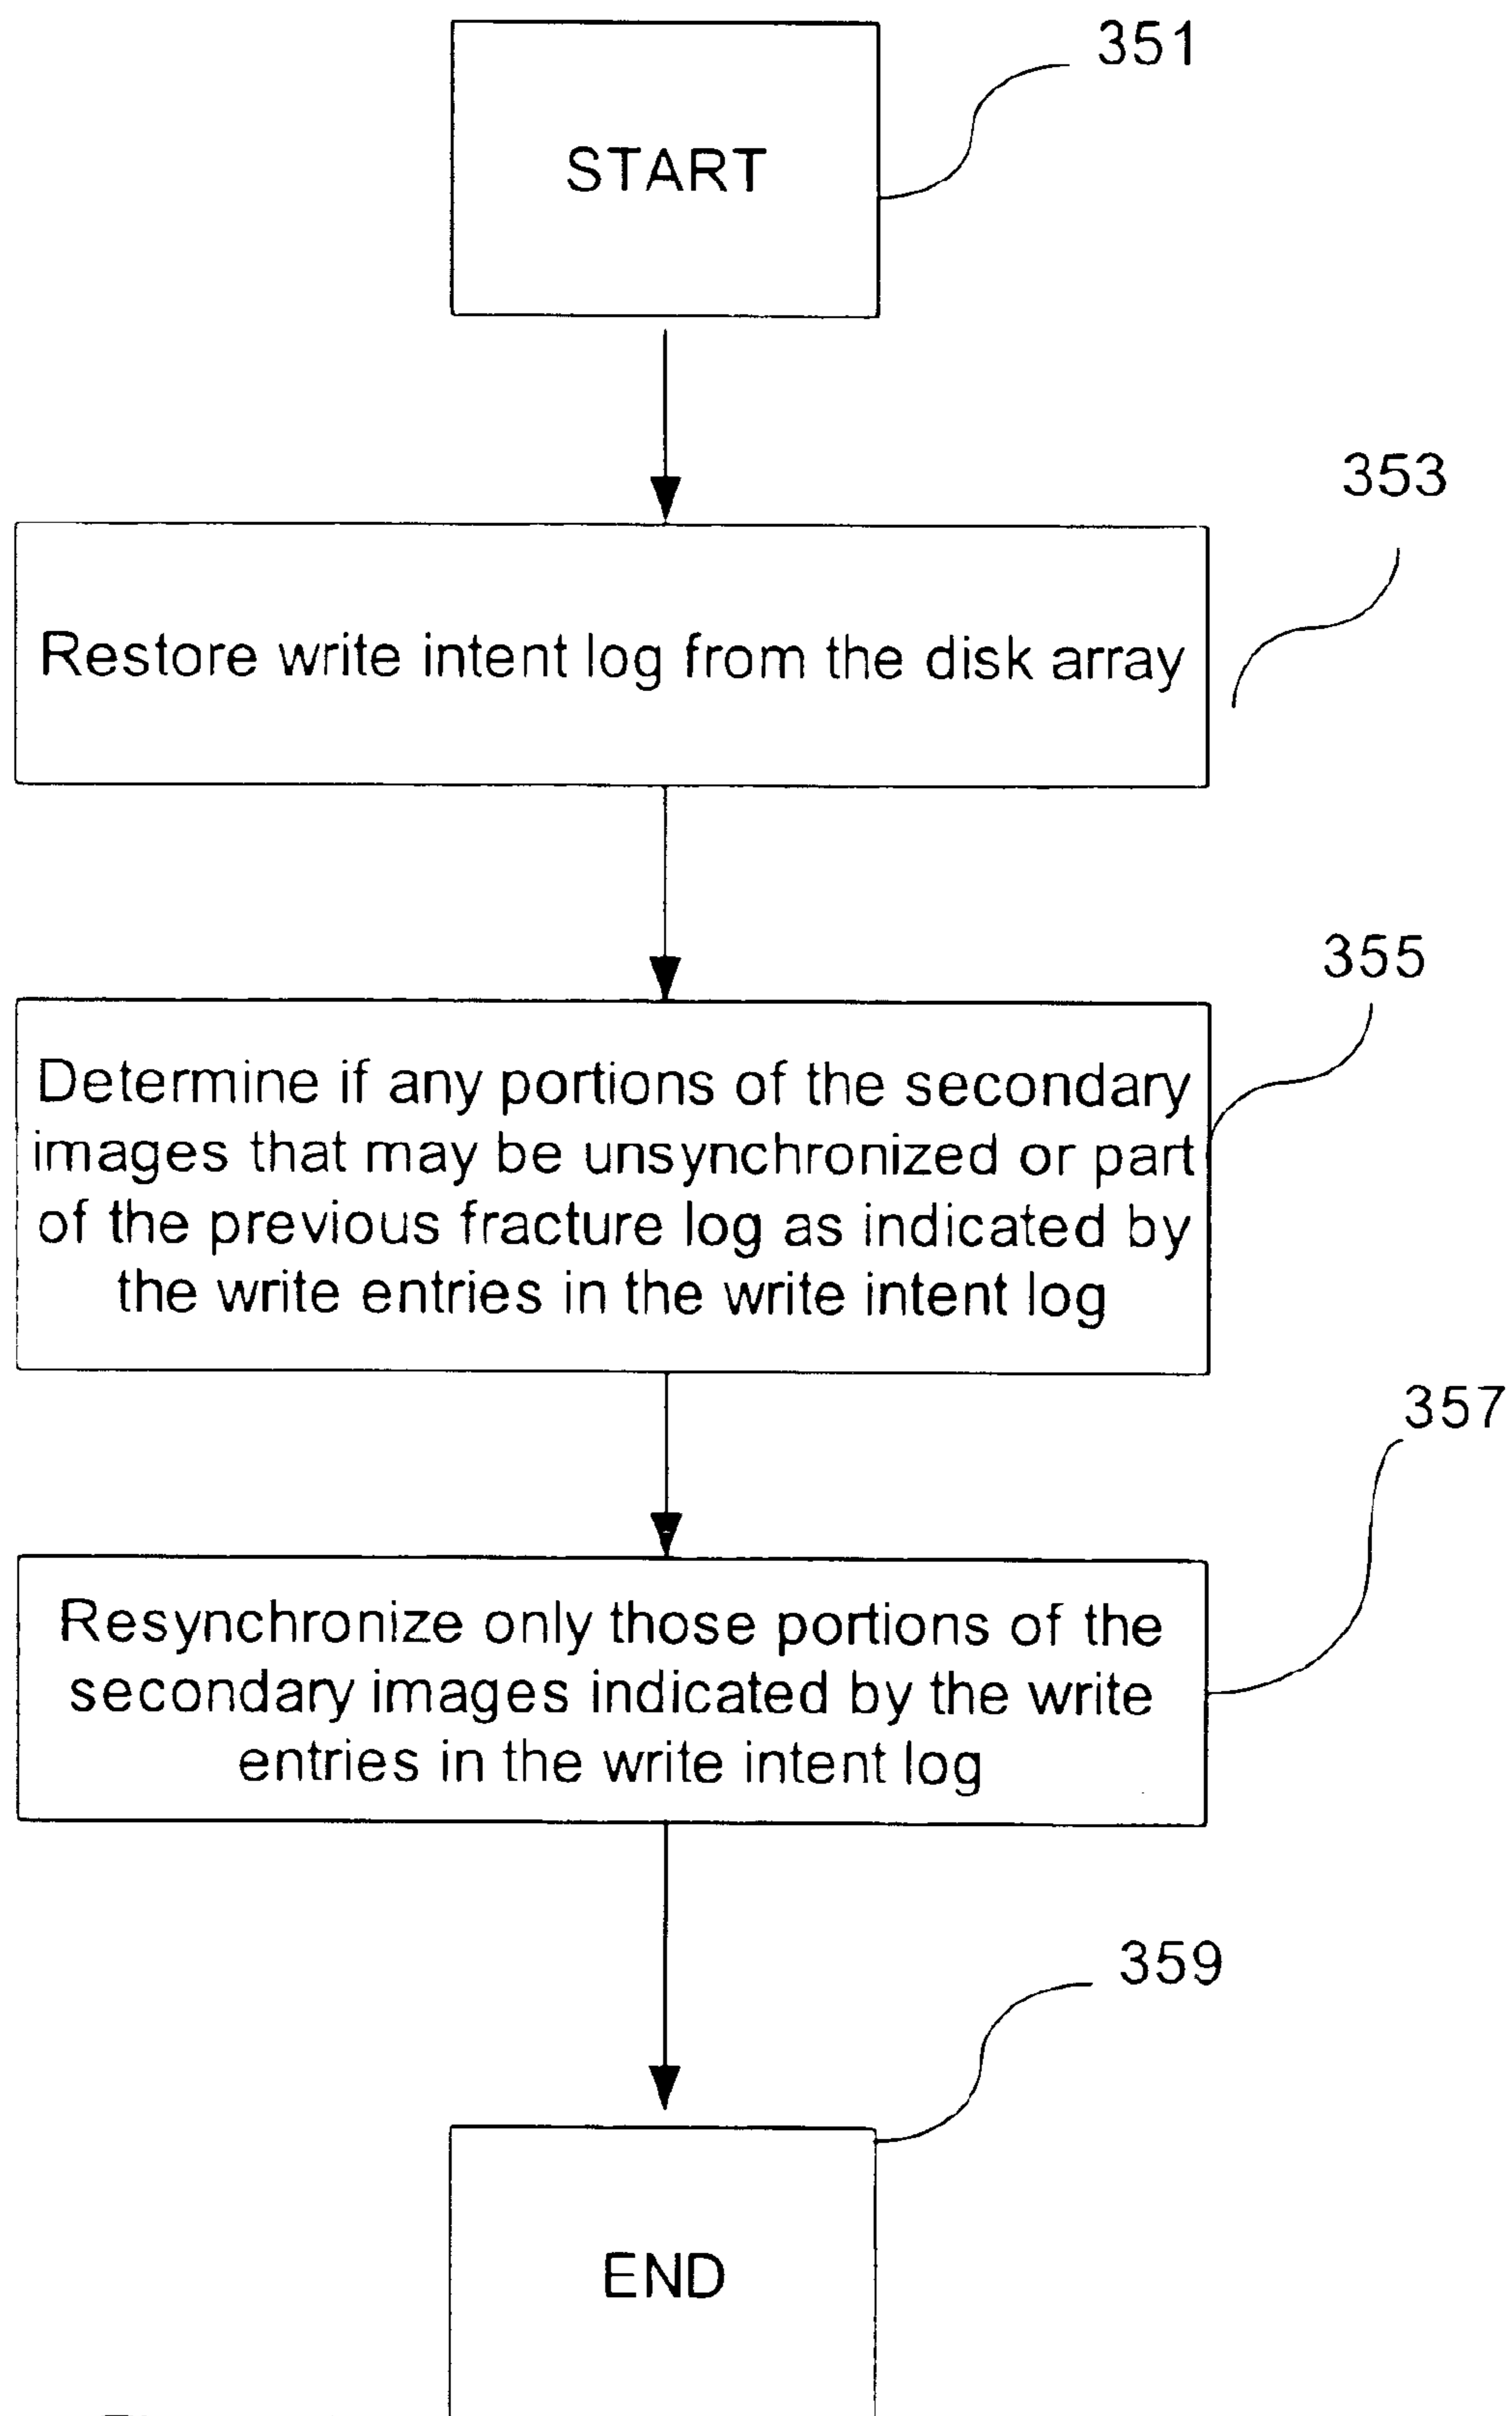 351
START
353
Restore write intent log from the disk array
355
Determine if any portions of the secondary
images that may be unsynchronized or part
of the previous fracture log as indicated by
the write entries in the write intent log
357
Resynchronize only those portions of the
secondary images indicated by the write
entries in the write intent log
359
END